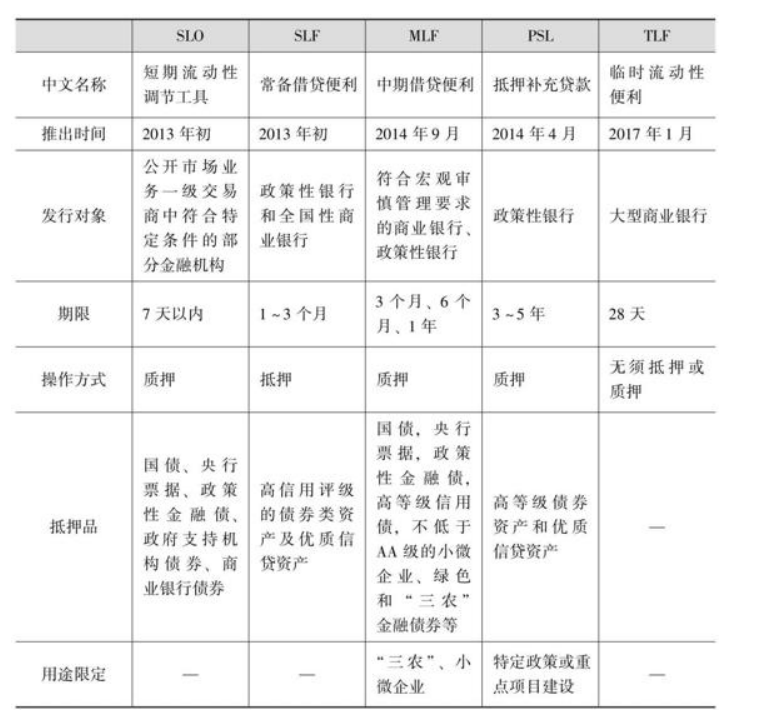 SLO SLF MLF PSL TLF
中文名称
短期流动性
调节工具
常备借贷便利
中期借贷便利
抵押补充贷款
临时流动性
便利
推出时间
2013 年初
2013 年初
2014 年 9 月
2014 年 4 月
2017 年 1 月
发行对象
公开市场业
务一级交易
商中符合特
定条件的部
分金融机构
政策性银行
和全国性商
业银行
符合宏观审
慎管理要求
的商业银行、
政策性银行
政策性银行
大型商业银行
期限
7 天以内
1 ~ 3 个月
3 个月、6 个
月、1 年
3 ~ 5 年
28 天
操作方式
质押
抵押
质押
质押
无须抵押或
质押
抵押品
国债、央行
票据、政策
性金融债、
政府支持机
构债券、商
业银行债券
高信用评级
的债券类资
产及优质信
贷资产
国债，央行
票据，政策
性金融债，
高等级信用
债，不低于
AA 级的小微
企业、绿色
和“三农”
金融债券等
高等级债券
资产和优质
信贷资产
—
用途限定
—
—
“三农”、小
微企业
特定政策或重
点项目建设
—